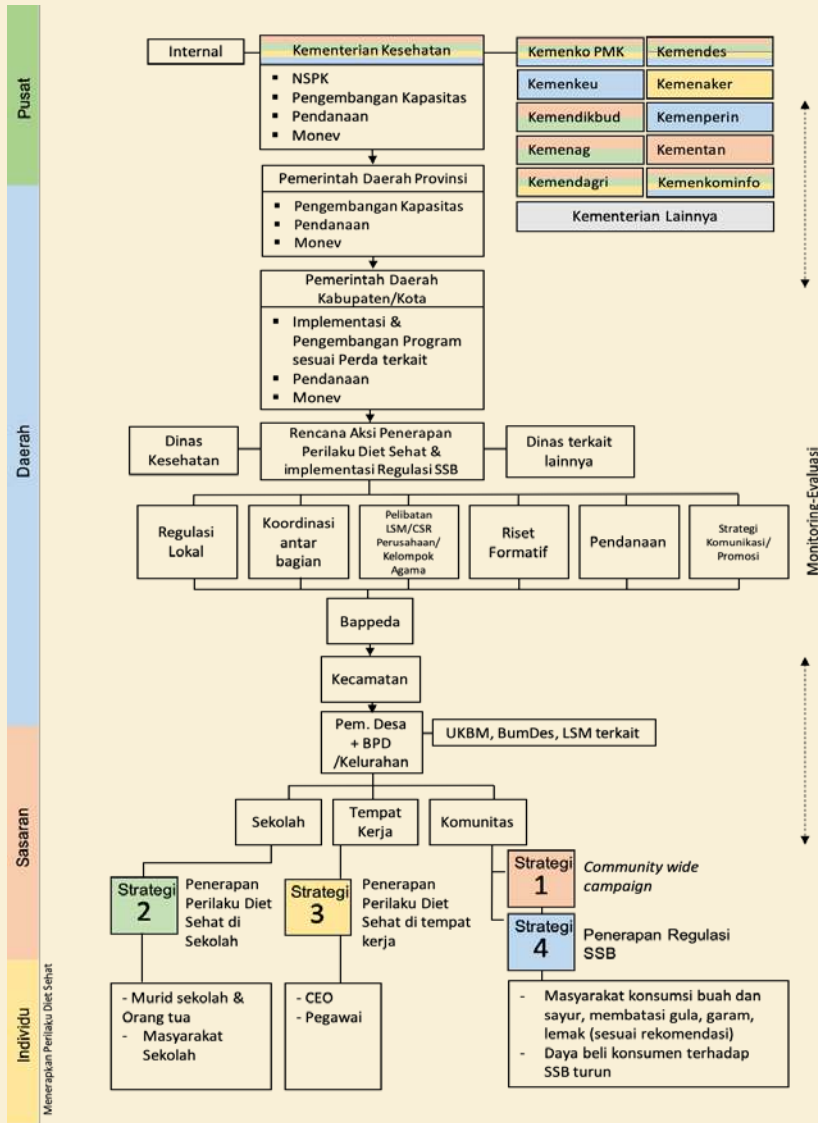 Pusat
Daerah
Sasaran
Individu
Menerapkan Perilaku Diet Sehat
Internal
Kementerian Kesehatan
▪ NSPK
▪ Pengembangan Kapasitas
▪ Pendanaan
▪ Monev
Kemenko PMK
Kemendes
Kemenkeu
Kemenaker
Kemendikbud
Kemenperin
Kemenag
Kementan
Kemendagri
Kemenkominfo
Kementerian Lainnya
Pemerintah Daerah Provinsi
▪ Pengembangan Kapasitas
▪ Pendanaan
▪ Monev
Pemerintah Daerah
Kabupaten/Kota
▪ Implementasi &
Pengembangan Program
sesuai Perda terkait
▪ Pendanaan
▪ Monev
Dinas
Kesehatan
Rencana Aksi Penerapan
Perilaku Diet Sehat &
implementasi Regulasi SSB
Dinas terkait
lainnya
Regulasi
Lokal
Koordinasi
antar
bagian
Pelibatan
LSM/CSR
Perusahaan/
Kelompok
Agama
Riset
Formatif
Pendanaan
Strategi
Komunikasi/
Promosi
Monitoring-Evaluasi
Bappeda
Kecamatan
Pem. Desa
+ BPD
/Kelurahan
UKBM, BumDes, LSM terkait
Sekolah
Tempat
Kerja
Komunitas
Strategi
2
Penerapan
Perilaku Diet
Sehat di
Sekolah
Strategi
3
Penerapan
Perilaku Diet
Sehat di tempat
kerja
Strategi
1
Community wide
campaign
Strategi
4
Penerapan Regulasi
SSB
- Murid sekolah &
Orang tua
- Masyarakat
Sekolah
- CEO
- Pegawai
- Masyarakat konsumsi buah dan
sayur, membatasi gula, garam,
lemak (sesuai rekomendasi)
- Daya beli konsumen terhadap
SSB turun